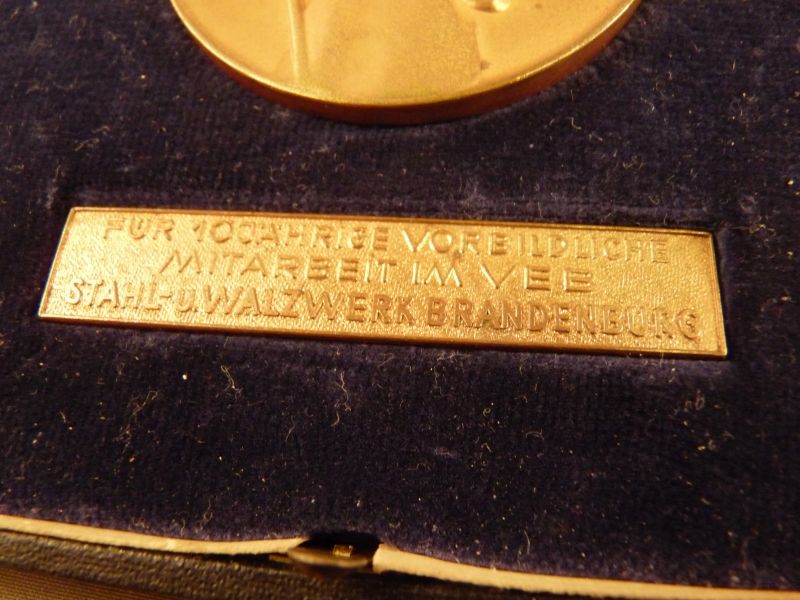 FÜR 10JÄHRIGE VORBILDLICHE
MITARBEIT IM VEB
STAHL- u. WALZWERK BRANDENBURG